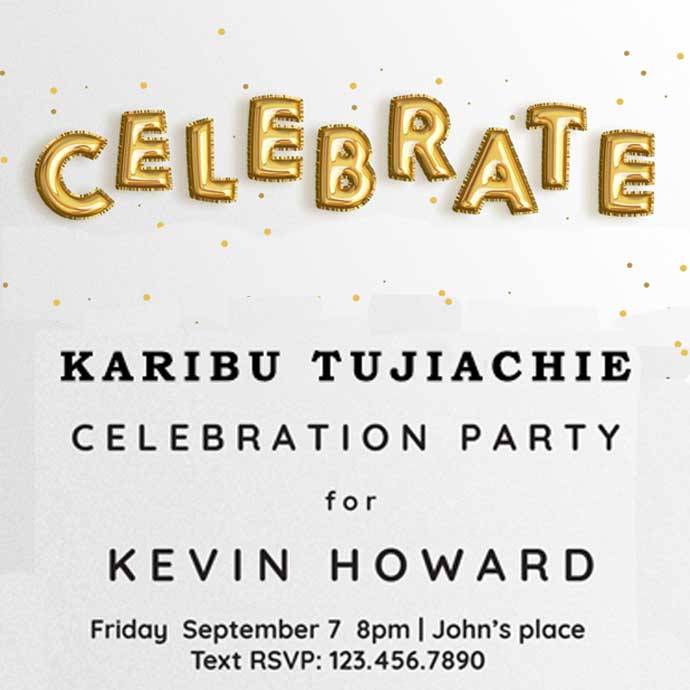 CELEBRATE
KARIBU TUJIACHIE
CELEBRATION PARTY
for
KEVIN HOWARD
Friday September 7 8pm | John's place
Text RSVP: 123.456.7890